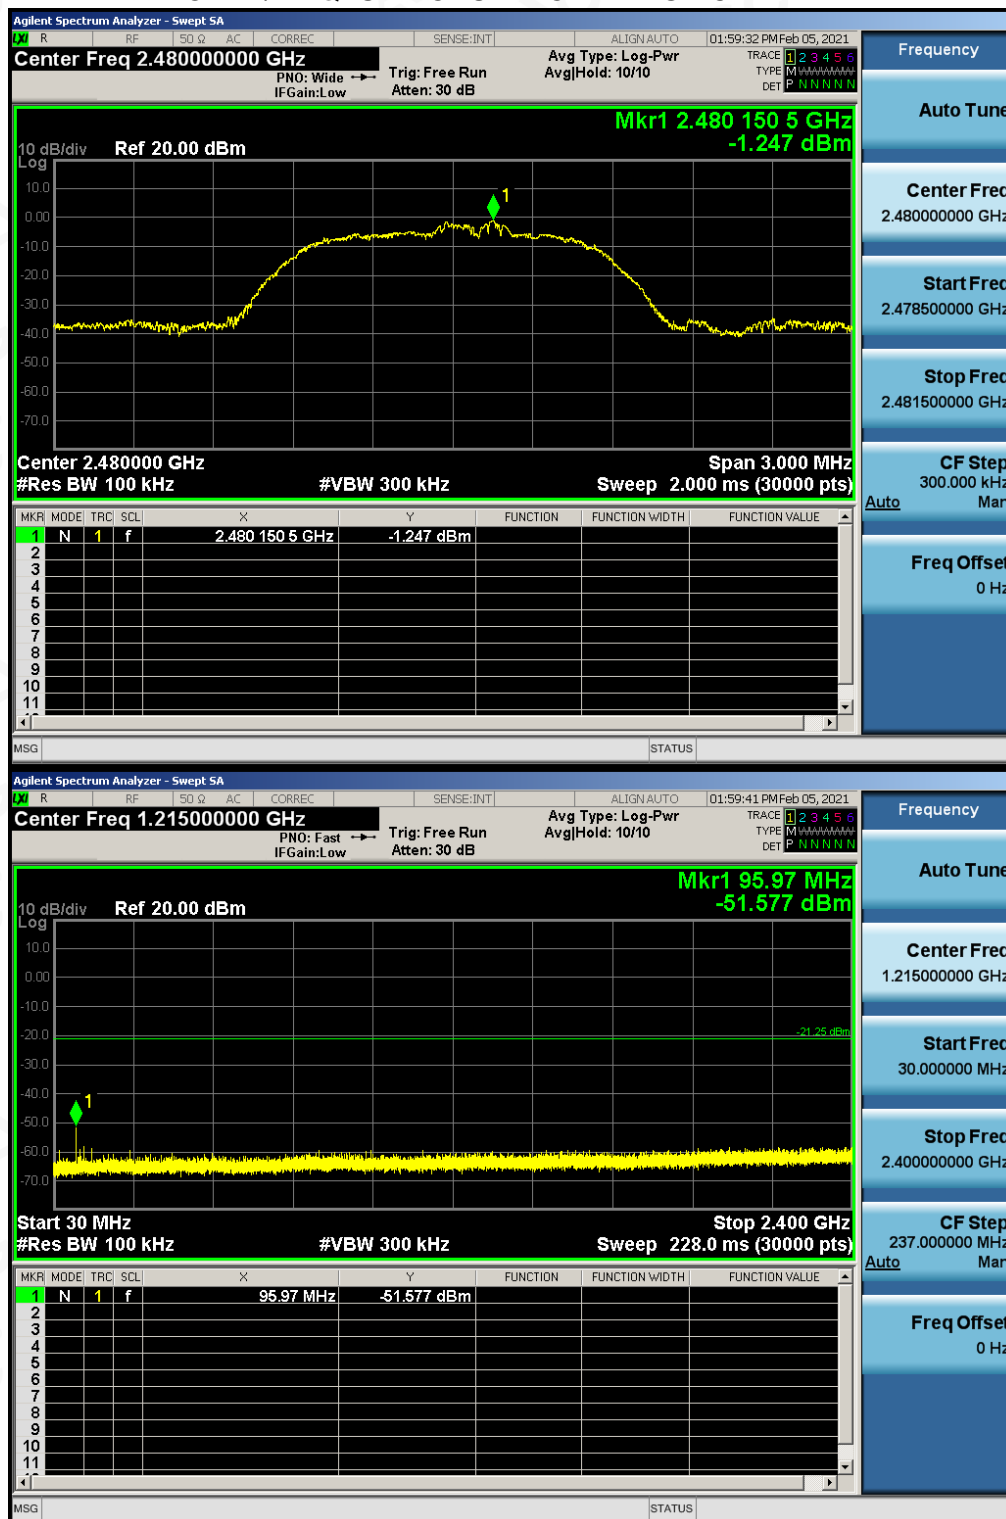 Agilent Spectrum Analyzer - Swept SA
LXI R RF 50 Ω AC CORREC SENSE:INT ALIGN AUTO 01:59:32 PM Feb 05, 2021
Center Freq 2.480000000 GHz
PNO: Wide
IFGain:Low
Trig: Free Run
Atten: 30 dB
Avg Type: Log-Pwr
Avg|Hold: 10/10
TRACE 1 2 3 4 5 6
TYPE M
DET P N N N N N
Mkr1 2.480 150 5 GHz
-1.247 dBm
10 dB/div
Log
Ref 20.00 dBm
10.0
0.00
-10.0
-20.0
-30.0
-40.0
-50.0
-60.0
-70.0
1
Center 2.480000 GHz
Span 3.000 MHz
#Res BW 100 kHz
#VBW 300 kHz
Sweep 2.000 ms (30000 pts)
MKR MODE TRC SCL X Y FUNCTION FUNCTION WIDTH FUNCTION VALUE
1 N 1 f 2.480 150 5 GHz -1.247 dBm
2
3
4
5
6
7
8
9
10
11
MSG
STATUS
Frequency
Auto Tune
Center Freq
2.480000000 GHz
Start Freq
2.478500000 GHz
Stop Freq
2.481500000 GHz
CF Step
300.000 kHz
Auto Man
Freq Offset
0 Hz
Agilent Spectrum Analyzer - Swept SA
LXI R RF 50 Ω AC CORREC SENSE:INT ALIGN AUTO 01:59:41 PM Feb 05, 2021
Center Freq 1.215000000 GHz
PNO: Fast
IFGain:Low
Trig: Free Run
Atten: 30 dB
Avg Type: Log-Pwr
Avg|Hold: 10/10
TRACE 1 2 3 4 5 6
TYPE M
DET P N N N N N
Mkr1 95.97 MHz
-51.577 dBm
10 dB/div
Log
Ref 20.00 dBm
10.0
0.00
-10.0
-20.0
-30.0
-40.0
-50.0
-60.0
-70.0
-21.25 dBm
1
Start 30 MHz
Stop 2.400 GHz
#Res BW 100 kHz
#VBW 300 kHz
Sweep 228.0 ms (30000 pts)
MKR MODE TRC SCL X Y FUNCTION FUNCTION WIDTH FUNCTION VALUE
1 N 1 f 95.97 MHz -51.577 dBm
2
3
4
5
6
7
8
9
10
11
MSG
STATUS
Frequency
Auto Tune
Center Freq
1.215000000 GHz
Start Freq
30.000000 MHz
Stop Freq
2.400000000 GHz
CF Step
237.000000 MHz
Auto Man
Freq Offset
0 Hz